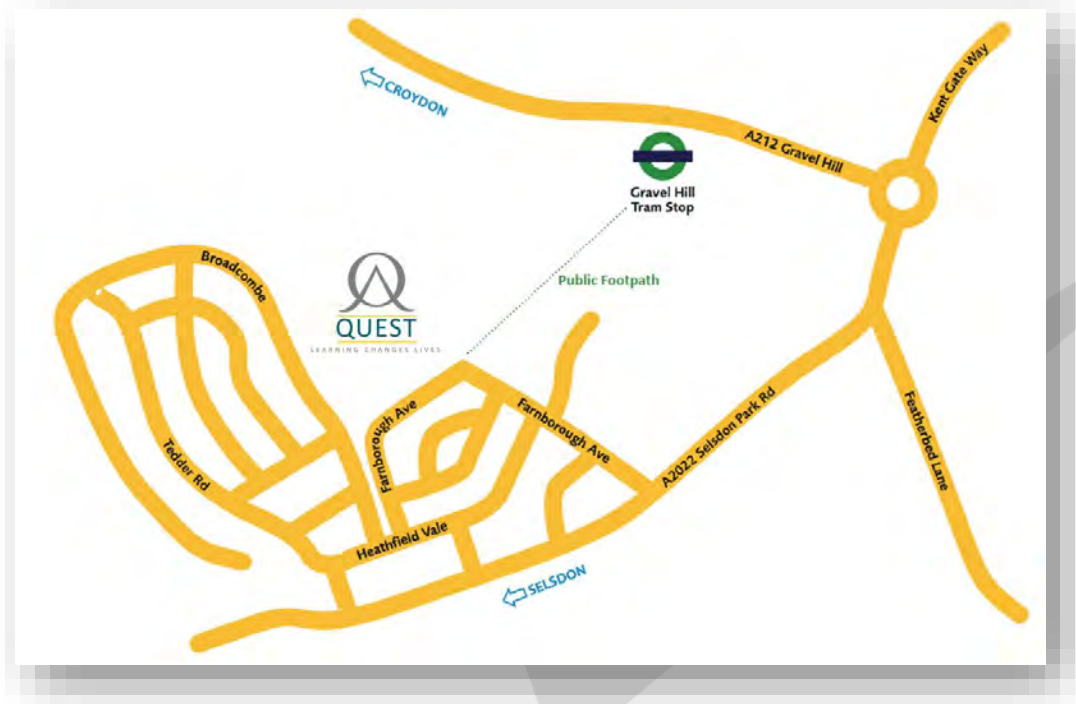 Kent Gate Way
CROYDON
A212 Gravel Hill
Gravel Hill
Tram Stop
Broadcombe
Public Footpath
QUEST
LEARNING CHANGES LIVES
Farnborough Ave
Farnborough Ave
A2022 Selsdon Park Rd
Featherbed Lane
Tedder Rd
Heathfield Vale
SELSDON